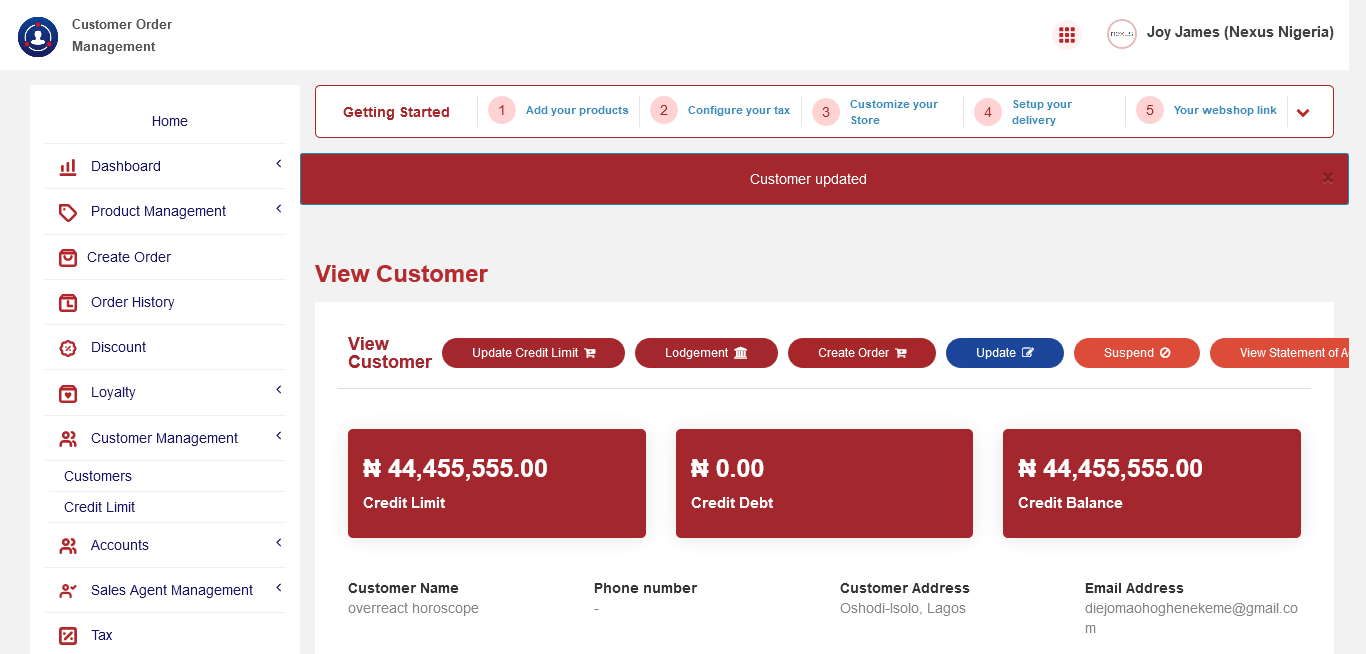 Customer Order
Management
nexus
Joy James (Nexus Nigeria)
Home
Dashboard
Product Management
Create Order
Order History
Discount
Loyalty
Customer Management
Customers
Credit Limit
Accounts
Sales Agent Management
Tax
Getting Started
1 Add your products
2 Configure your tax
3 Customize your
Store
4 Setup your
delivery
5 Your webshop link
Customer updated
×
View Customer
View
Customer
Update Credit Limit
Lodgement
Create Order
Update
Suspend
View Statement of A
₦ 44,455,555.00
Credit Limit
₦ 0.00
Credit Debt
₦ 44,455,555.00
Credit Balance
Customer Name
overreact horoscope
Phone number
-
Customer Address
Oshodi-Isolo, Lagos
Email Address
diejomaohoghenekeme@gmail.co
m